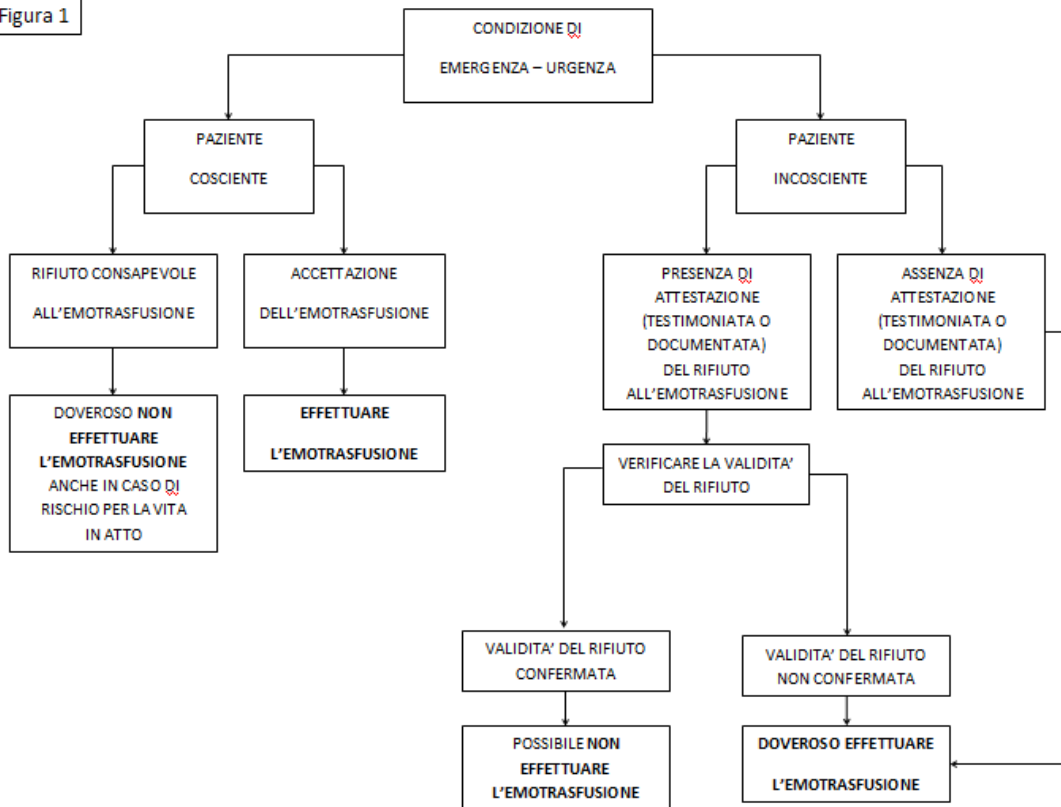 Figura 1
CONDIZIONE DI
EMERGENZA – URGENZA
PAZIENTE
COSCIENTE
PAZIENTE
INCOSCIENTE
RIFIUTO CONSAPEVOLE
ALL'EMOTRASFUSIONE
ACCETTAZIONE
DELL'EMOTRASFUSIONE
PRESENZA DI
ATTESTAZIONE
(TESTIMONIATA O
DOCUMENTATA)
DEL RIFIUTO
ALL'EMOTRASFUSIONE
ASSENZA DI
ATTESTAZIONE
(TESTIMONIATA O
DOCUMENTATA)
DEL RIFIUTO
ALL'EMOTRASFUSIONE
DOVEROSO NON
EFFETTUARE
L'EMOTRASFUSIONE
ANCHE IN CASO DI
RISCHIO PER LA VITA
IN ATTO
EFFETTUARE
L'EMOTRASFUSIONE
VERIFICARE LA VALIDITA'
DEL RIFIUTO
VALIDITA' DEL RIFIUTO
CONFERMATA
VALIDITA' DEL RIFIUTO
NON CONFERMATA
POSSIBILE NON
EFFETTUARE
L'EMOTRASFUSIONE
DOVEROSO EFFETTUARE
L'EMOTRASFUSIONE